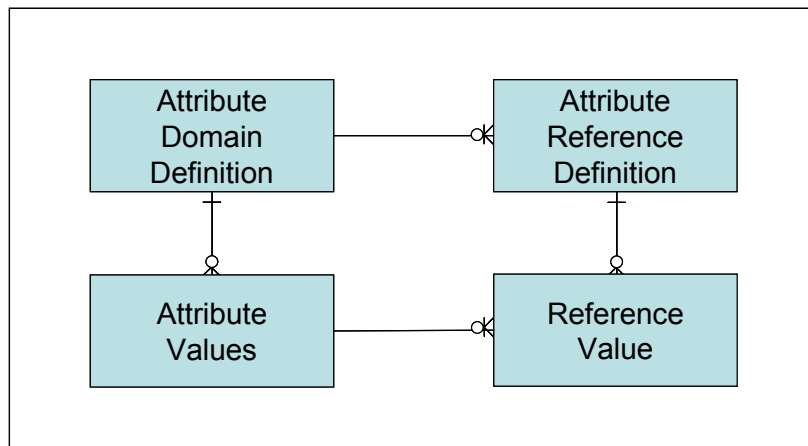 Attribute
Domain
Definition
Attribute
Reference
Definition
Attribute
Values
Reference
Value